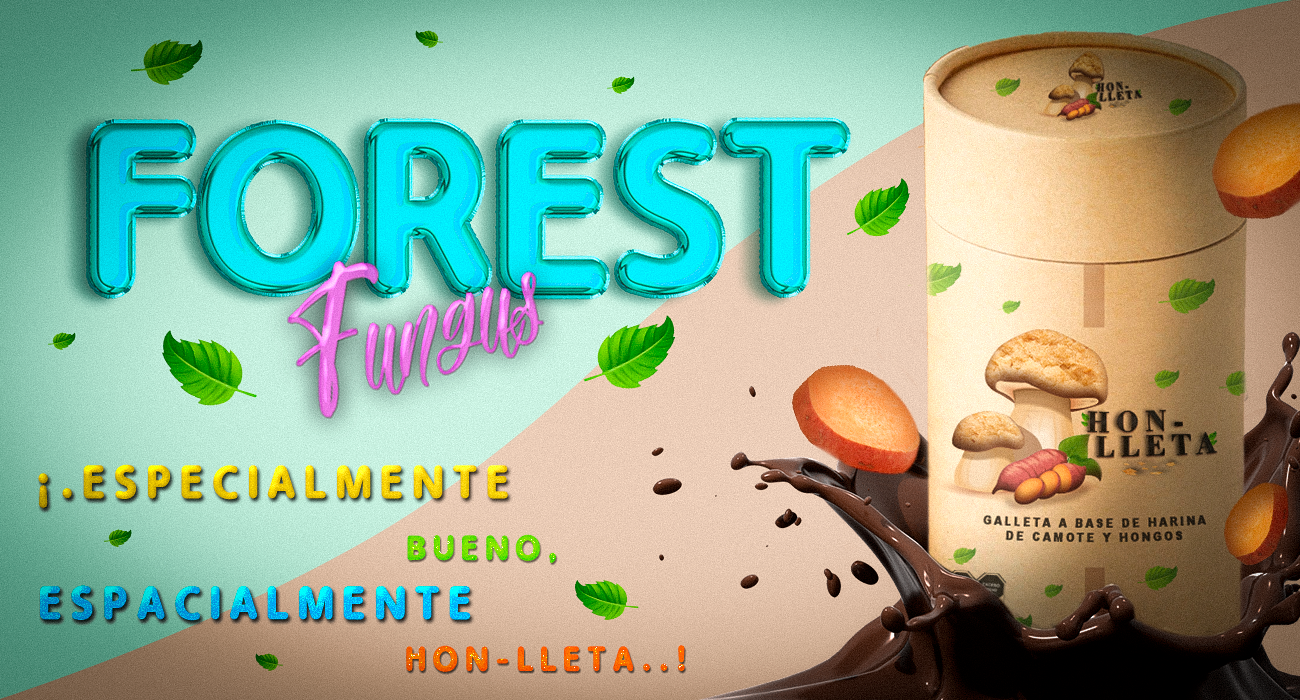 FOREST
Fungus
¡.ESPECIALMENTE
BUENO,
ESPACIALMENTE
HON-LLETA..!
HON-
LLETA
HON-
LLETA
GALLETA A BASE DE HARINA
DE CAMOTE Y HONGOS